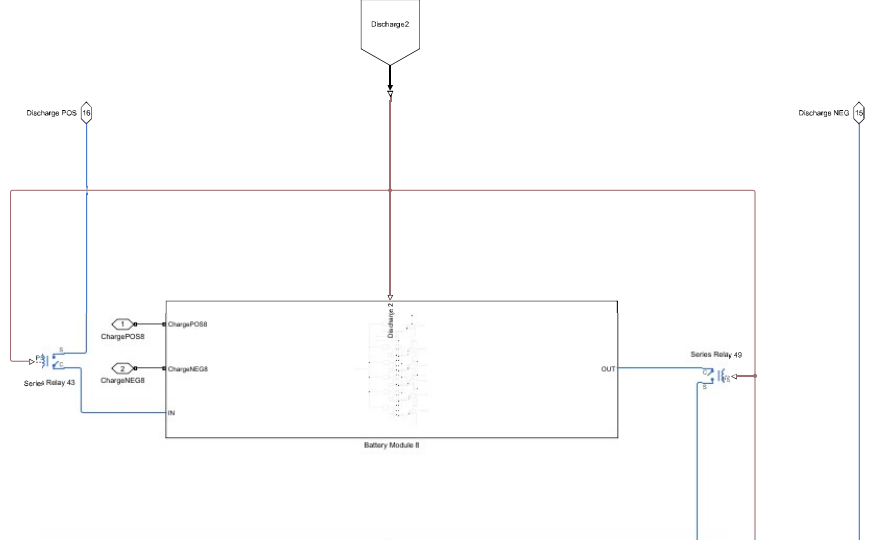 Discharge2
Discharge POS
16
Discharge NEG
15
1
ChargePOS8
ChargePOS8
Discharge 2
2
ChargeNEG8
ChargeNEG8
OUT
IN
Battery Module 8
S
C
Series Relay 43
Series Relay 49
C
S